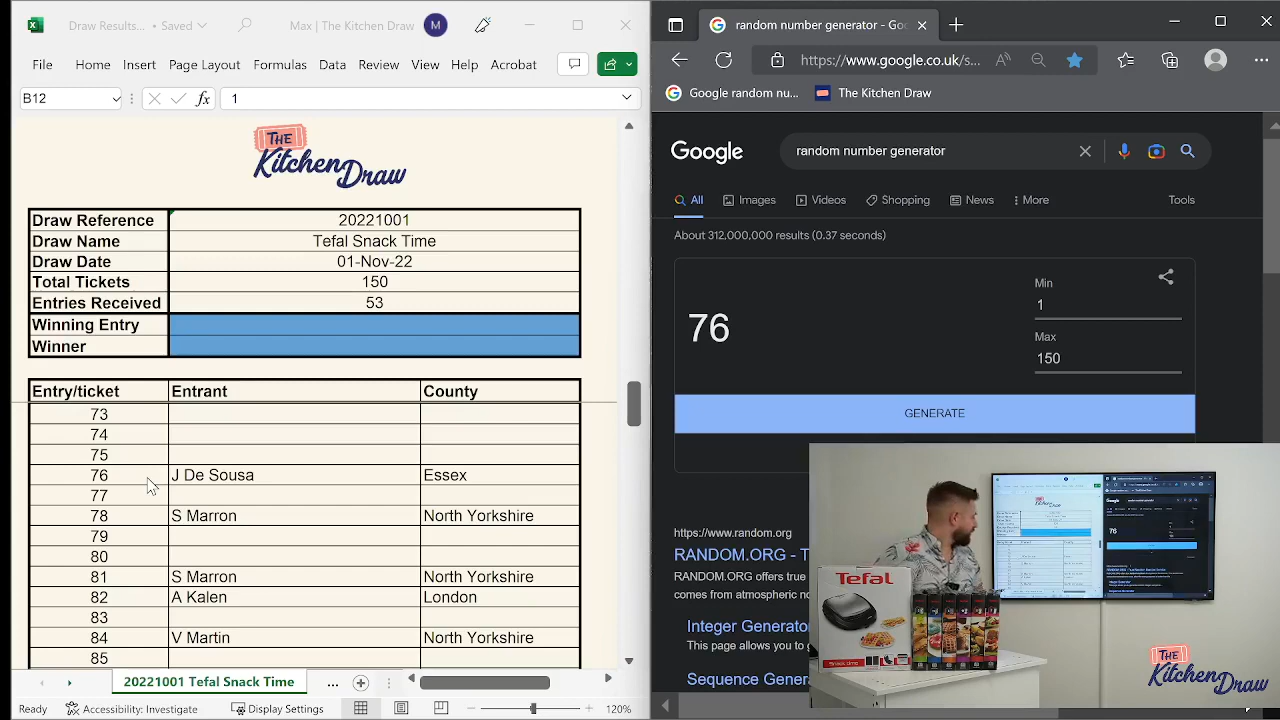 Draw Results... • Saved
Max | The Kitchen Draw
M
File Home Insert Page Layout Formulas Data Review View Help Acrobat
B12
fx
1
THE
Kitchen Draw
Draw Reference 20221001
Draw Name Tefal Snack Time
Draw Date 01-Nov-22
Total Tickets 150
Entries Received 53
Winning Entry
Winner
Entry/ticket Entrant County
73
74
75
76 J De Sousa Essex
77
78 S Marron North Yorkshire
79
80
81 S Marron North Yorkshire
82 A Kalen London
83
84 V Martin North Yorkshire
85
20221001 Tefal Snack Time
...
Ready Accessibility: Investigate Display Settings 120%
random number generator - Goo
https://www.google.co.uk/s...
Google random nu... The Kitchen Draw
Google
random number generator
All Images Videos Shopping News More Tools
About 312,000,000 results (0.37 seconds)
76
Min
1
Max
150
GENERATE
https://www.random.org
RANDOM.ORG - T
RANDOM.ORG offers true
comes from atmospheric no
Integer Generato
This page allows you to g
Sequence Genera
Snack time
THE
Kitchen Draw